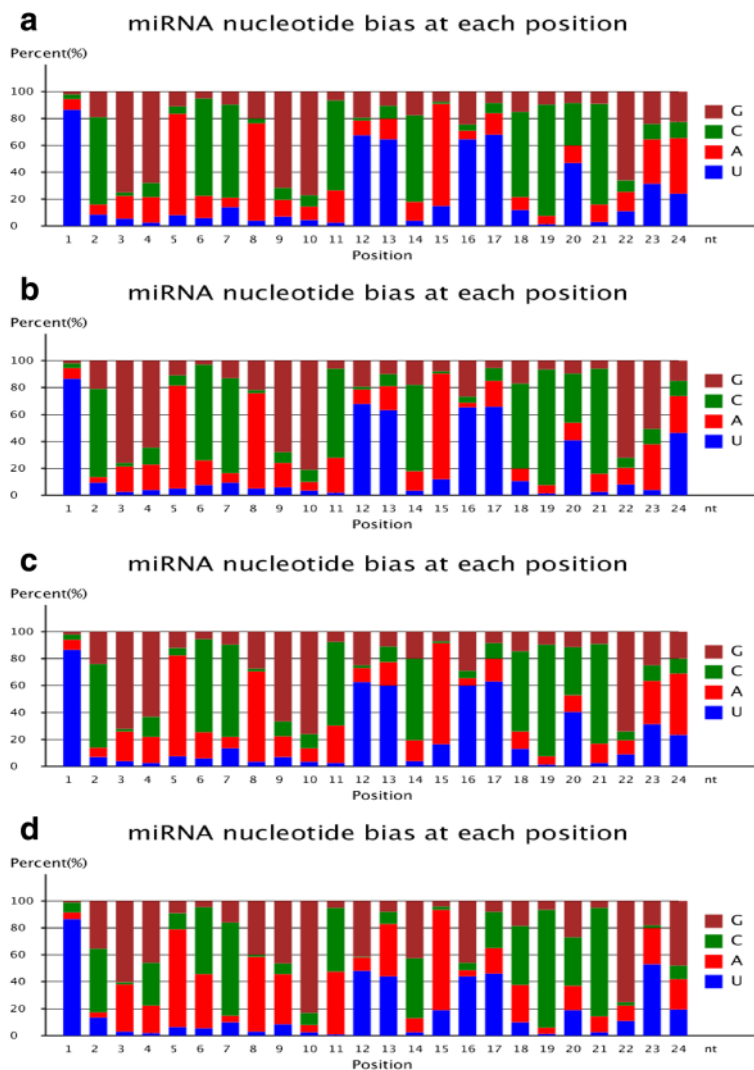 a miRNA nucleotide bias at each position
Percent(%)
100
80
60
40
20
0
G
C
A
U
1 2 3 4 5 6 7 8 9 10 11 12 13 14 15 16 17 18 19 20 21 22 23 24 nt
Position
b miRNA nucleotide bias at each position
Percent(%)
100
80
60
40
20
0
G
C
A
U
1 2 3 4 5 6 7 8 9 10 11 12 13 14 15 16 17 18 19 20 21 22 23 24 nt
Position
c miRNA nucleotide bias at each position
Percent(%)
100
80
60
40
20
0
G
C
A
U
1 2 3 4 5 6 7 8 9 10 11 12 13 14 15 16 17 18 19 20 21 22 23 24 nt
Position
d miRNA nucleotide bias at each position
Percent(%)
100
80
60
40
20
0
G
C
A
U
1 2 3 4 5 6 7 8 9 10 11 12 13 14 15 16 17 18 19 20 21 22 23 24 nt
Position